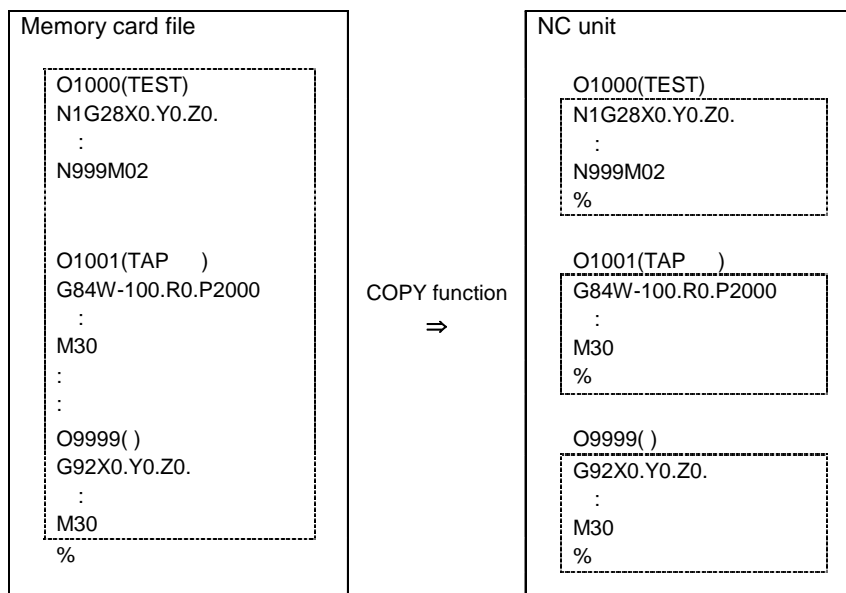 Memory card file
O1000(TEST)
N1G28X0.Y0.Z0.
:
N999M02
O1001(TAP      )
G84W-100.R0.P2000
:
M30
:
:
O9999( )
G92X0.Y0.Z0.
:
M30
%
COPY function
⇒
NC unit
O1000(TEST)
N1G28X0.Y0.Z0.
:
N999M02
%
O1001(TAP      )
G84W-100.R0.P2000
:
M30
%
O9999( )
G92X0.Y0.Z0.
:
M30
%